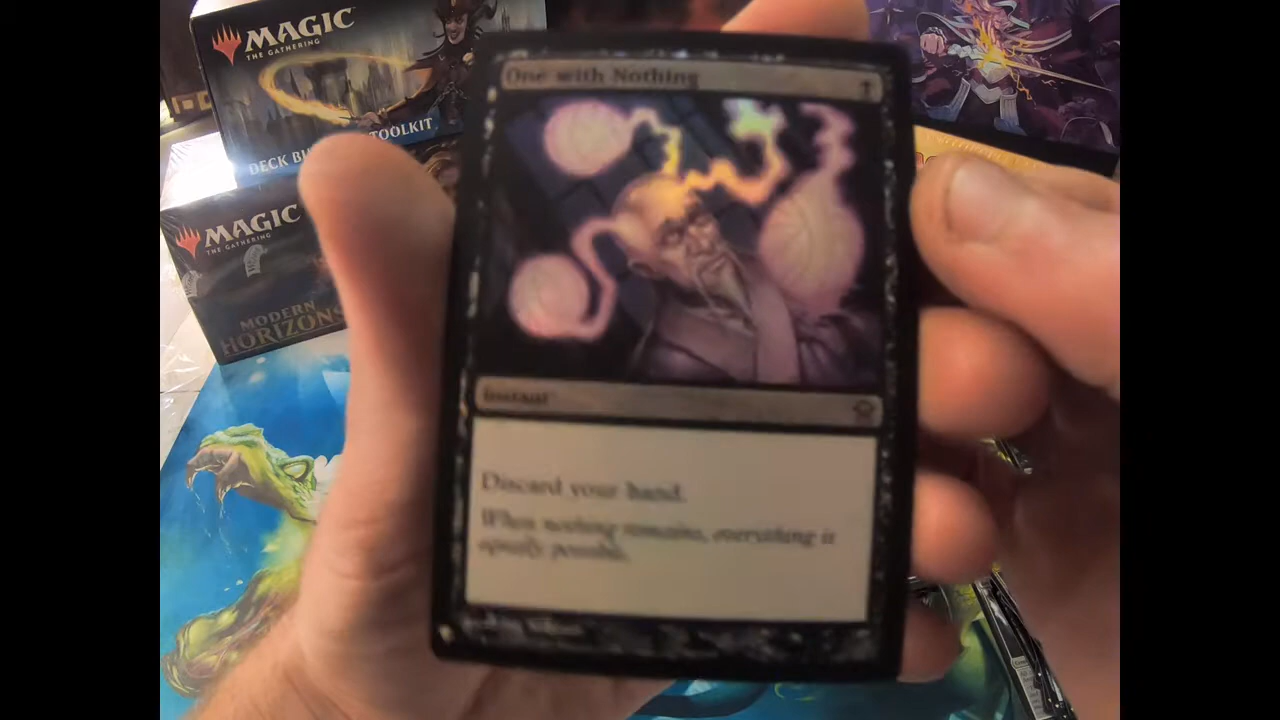 MAGIC
THE GATHERING
DECK BU
TOOLKIT
MAGIC
THE GATHERING
MODERN
HORIZONS
One with Nothing
Instant
Discard your hand.
When nothing remains, everything is
equally possible.